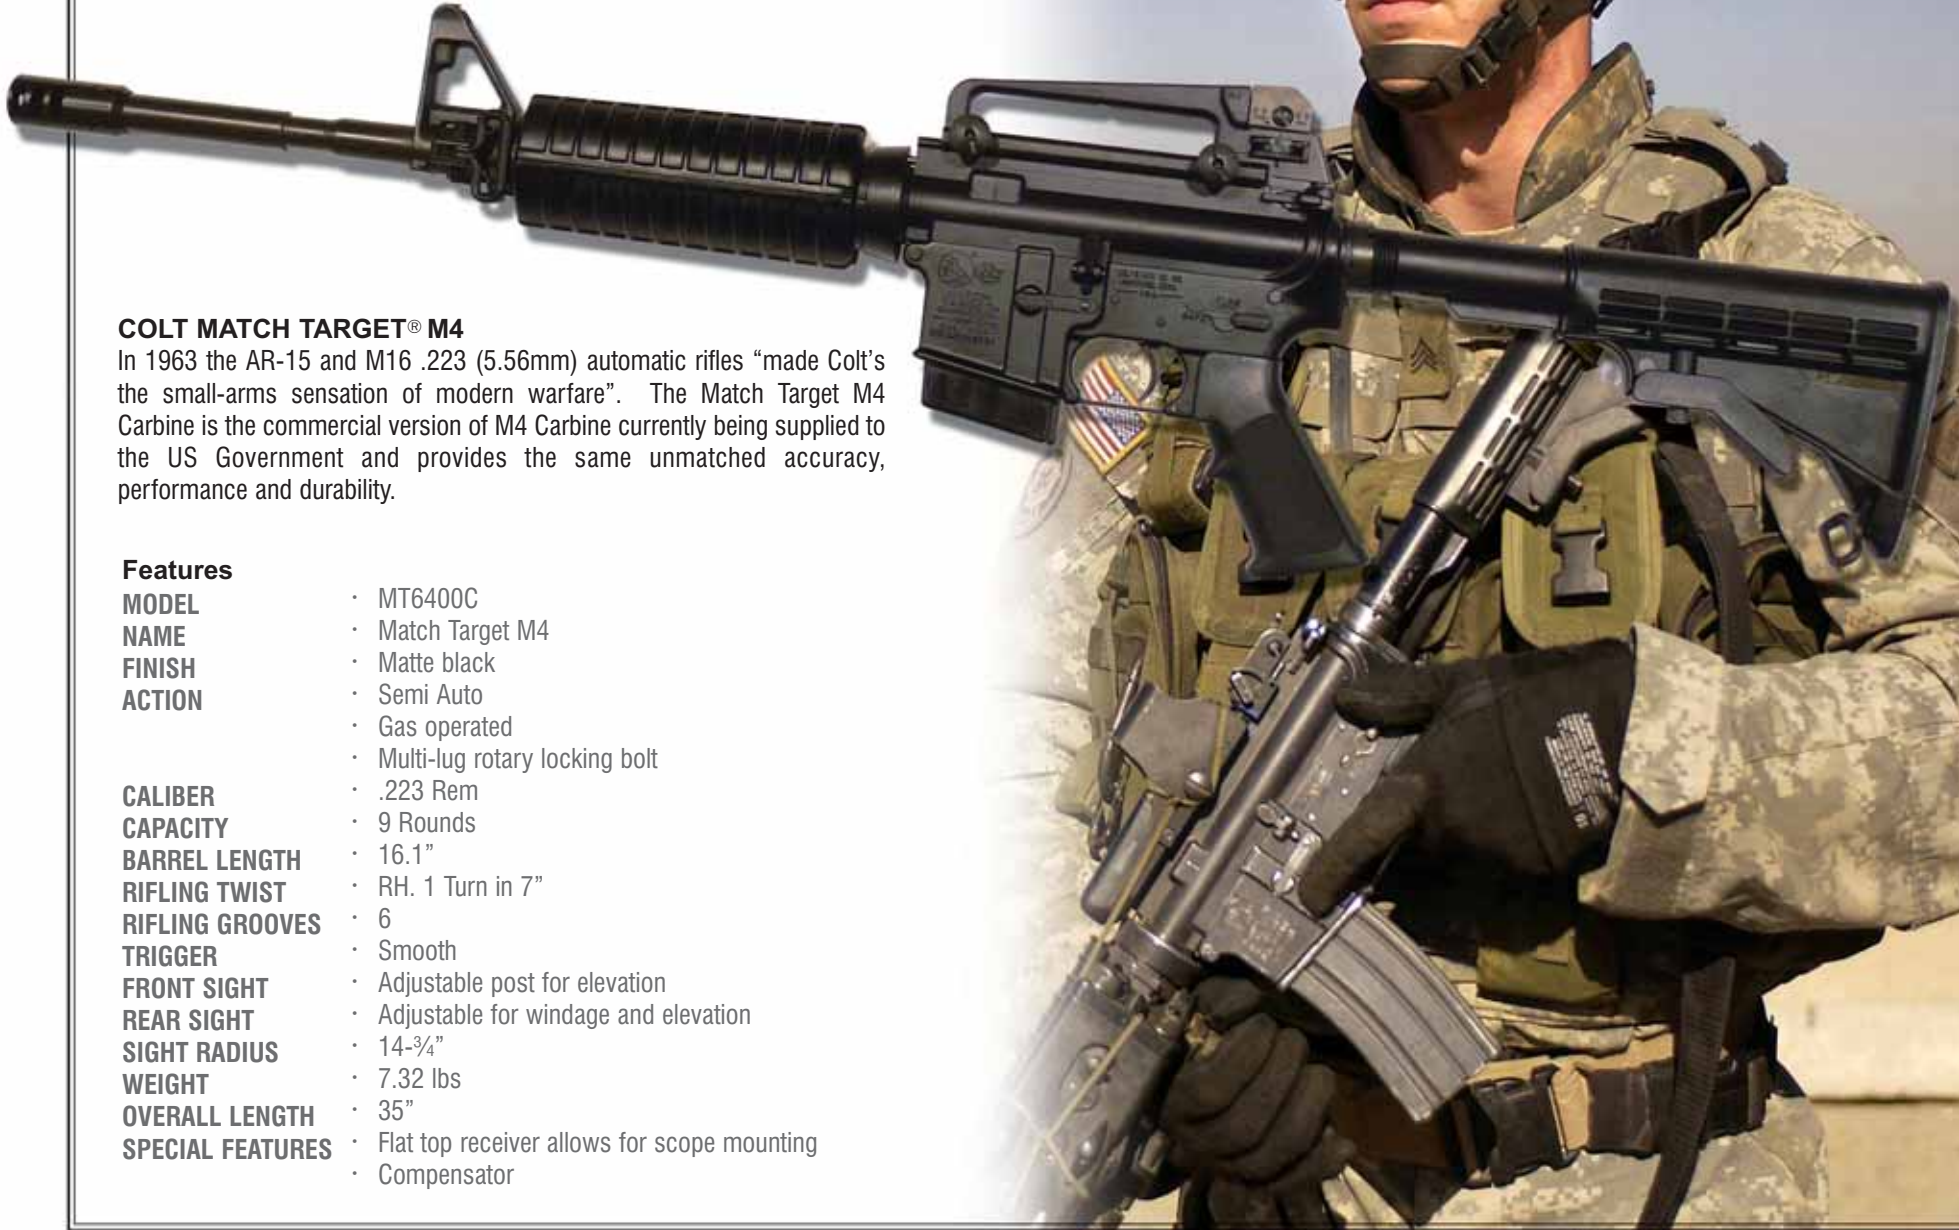 COLT MATCH TARGET® M4
In 1963 the AR-15 and M16 .223 (5.56mm) automatic rifles “made Colt’s
the small-arms sensation of modern warfare”. The Match Target M4
Carbine is the commercial version of M4 Carbine currently being supplied to
the US Government and provides the same unmatched accuracy,
performance and durability.
Features
MODEL · MT6400C
NAME · Match Target M4
FINISH · Matte black
ACTION · Semi Auto
· Gas operated
· Multi-lug rotary locking bolt
CALIBER · .223 Rem
CAPACITY · 9 Rounds
BARREL LENGTH · 16.1”
RIFLING TWIST · RH. 1 Turn in 7”
RIFLING GROOVES · 6
TRIGGER · Smooth
FRONT SIGHT · Adjustable post for elevation
REAR SIGHT · Adjustable for windage and elevation
SIGHT RADIUS · 14-¾”
WEIGHT · 7.32 lbs
OVERALL LENGTH · 35”
SPECIAL FEATURES · Flat top receiver allows for scope mounting
· Compensator